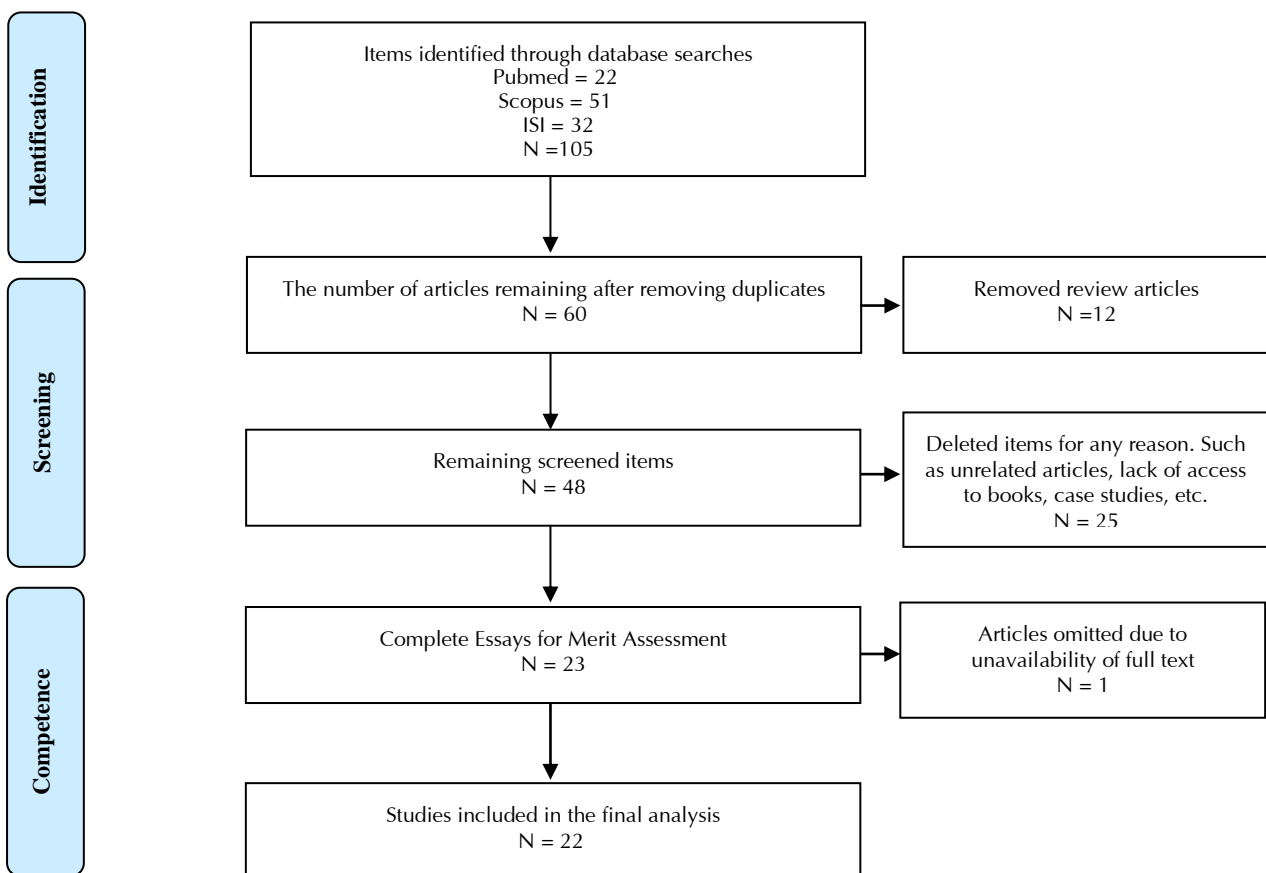 Identification
Items identified through database searches
Pubmed = 22
Scopus = 51
ISI = 32
N =105
The number of articles remaining after removing duplicates
N = 60
Removed review articles
N =12
Screening
Remaining screened items
N = 48
Deleted items for any reason. Such
as unrelated articles, lack of access
to books, case studies, etc.
N = 25
Competence
Complete Essays for Merit Assessment
N = 23
Articles omitted due to
unavailability of full text
N = 1
Studies included in the final analysis
N = 22